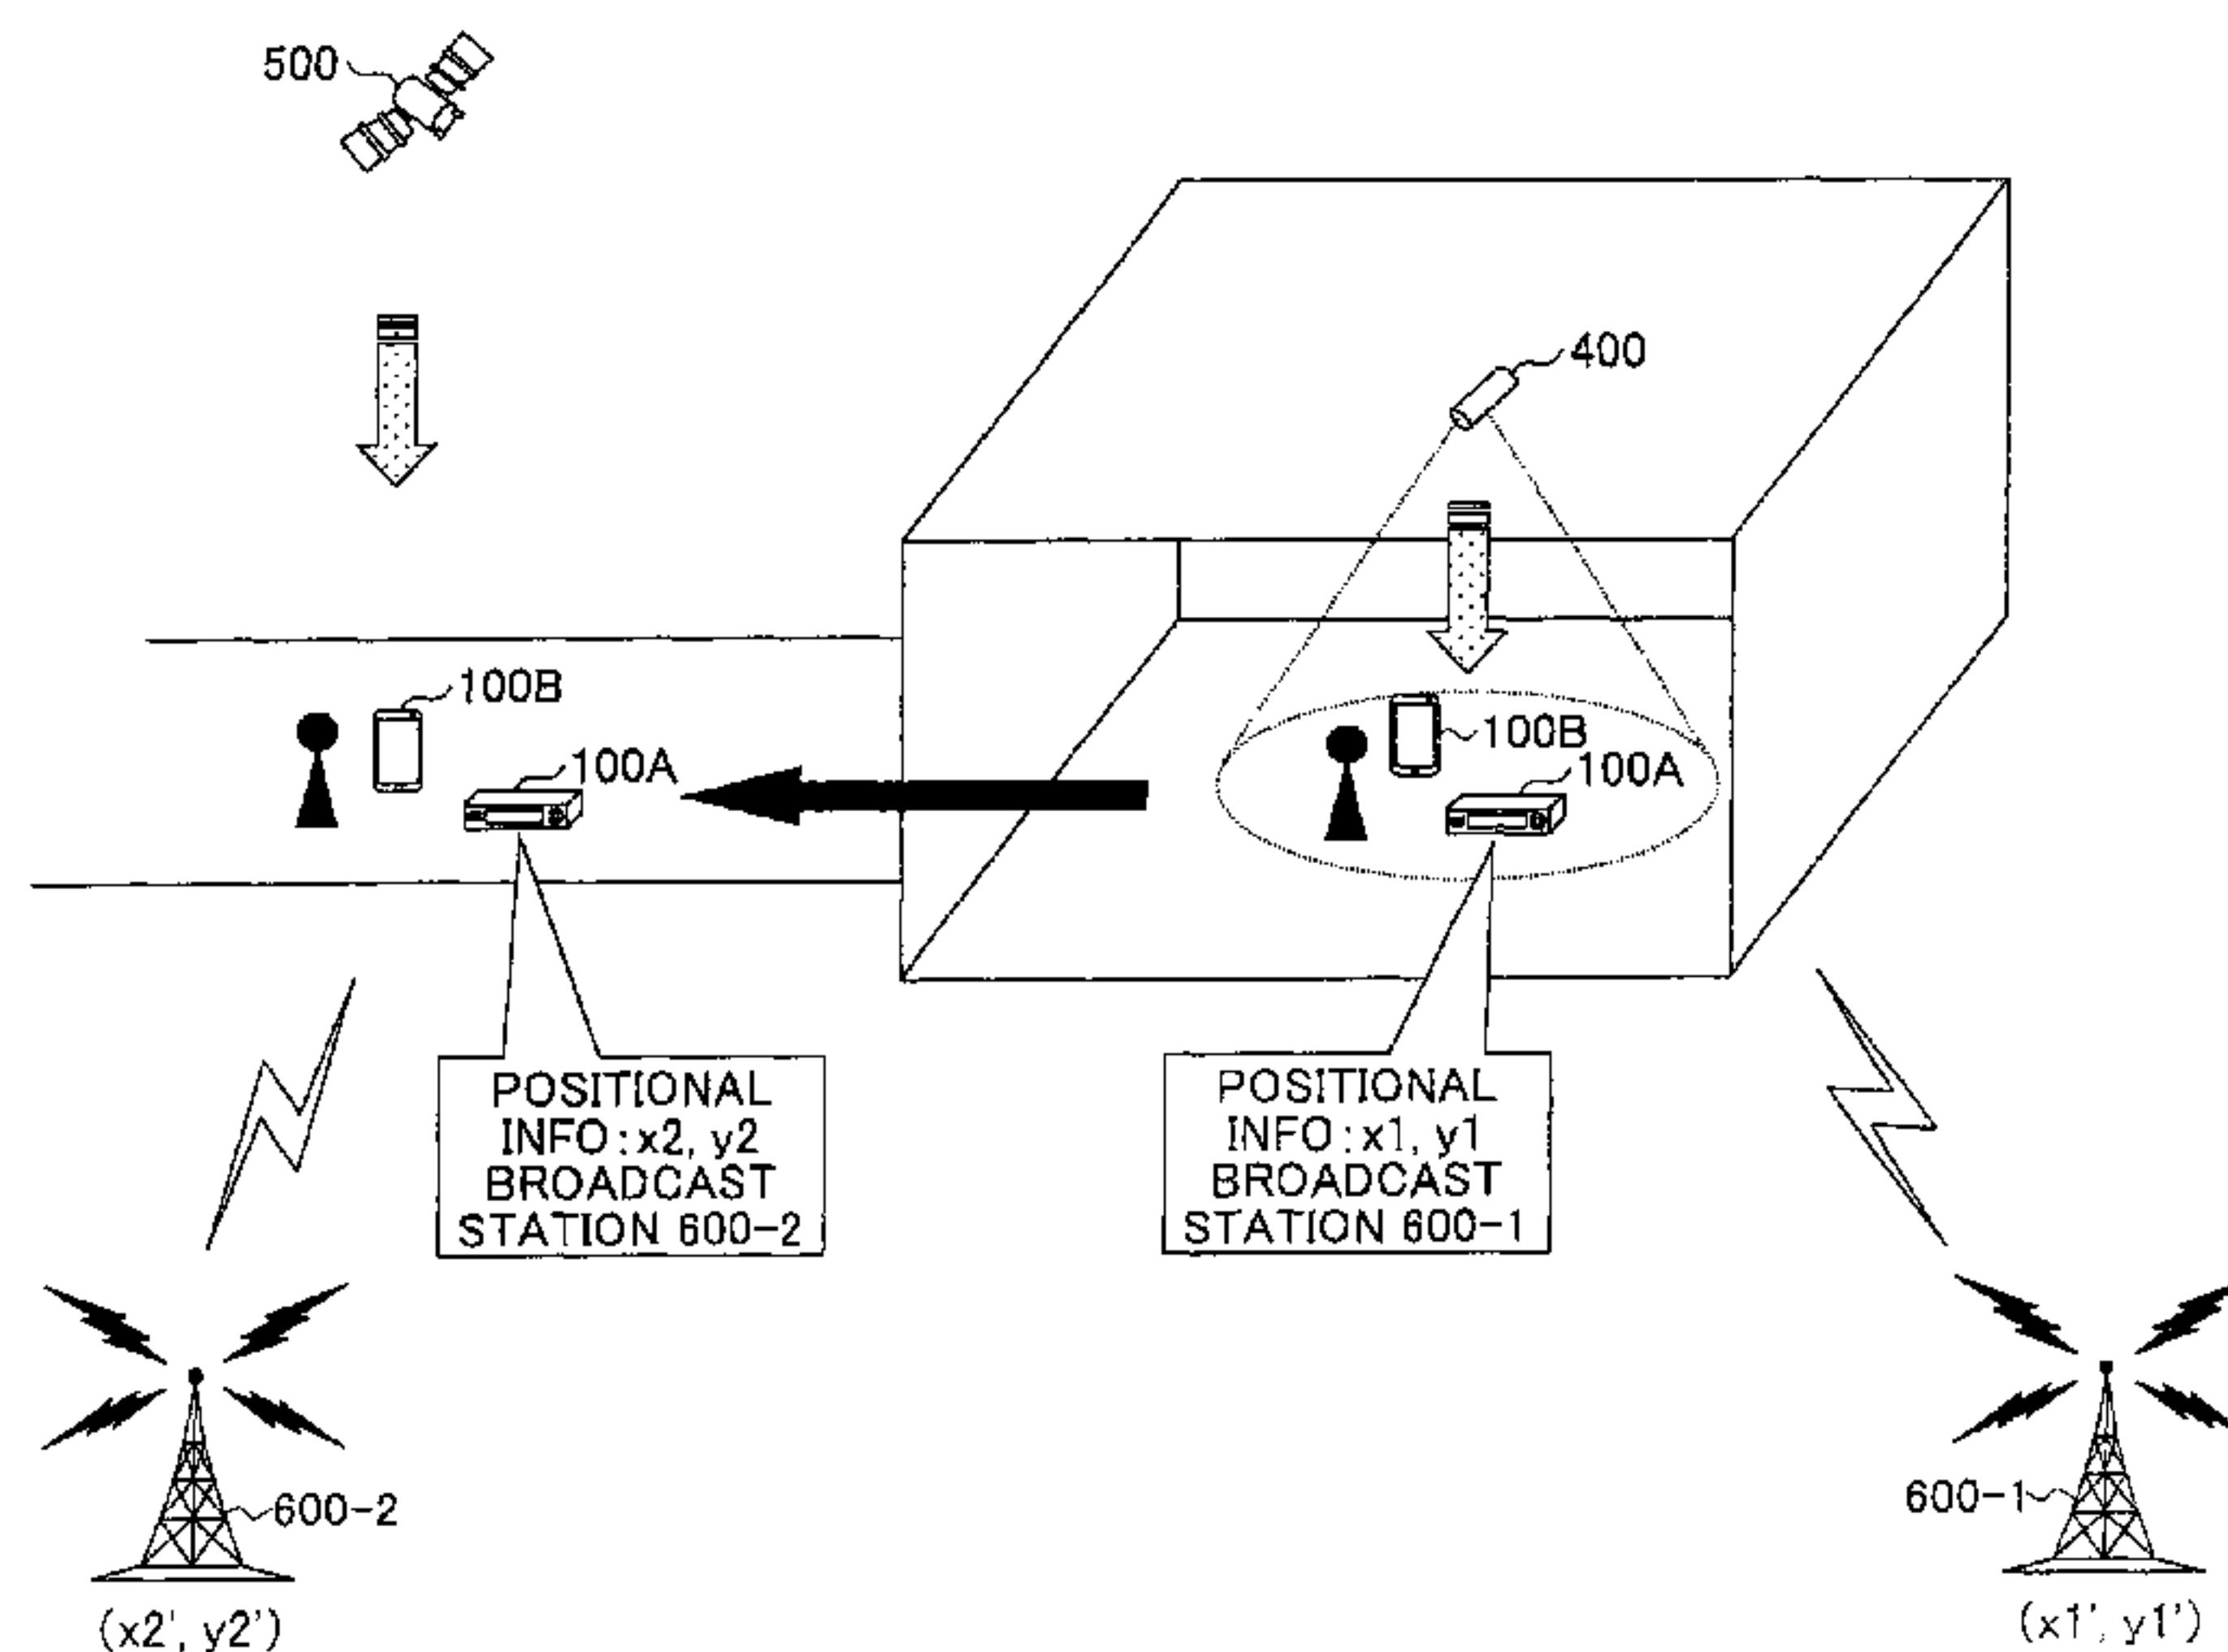 500
400
100B
100B
100A
100A
POSITIONAL
INFO:x2, y2
BROADCAST
STATION 600-2
POSITIONAL
INFO:x1, y1
BROADCAST
STATION 600-1
600-2
600-1
(x2', y2')
(x1', y1')